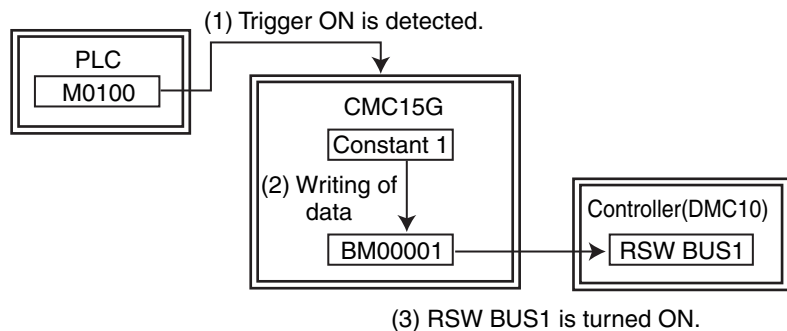 (1) Trigger ON is detected.
PLC
M0100
CMC15G
Constant 1
(2) Writing of
data
BM00001
Controller(DMC10)
RSW BUS1
(3) RSW BUS1 is turned ON.